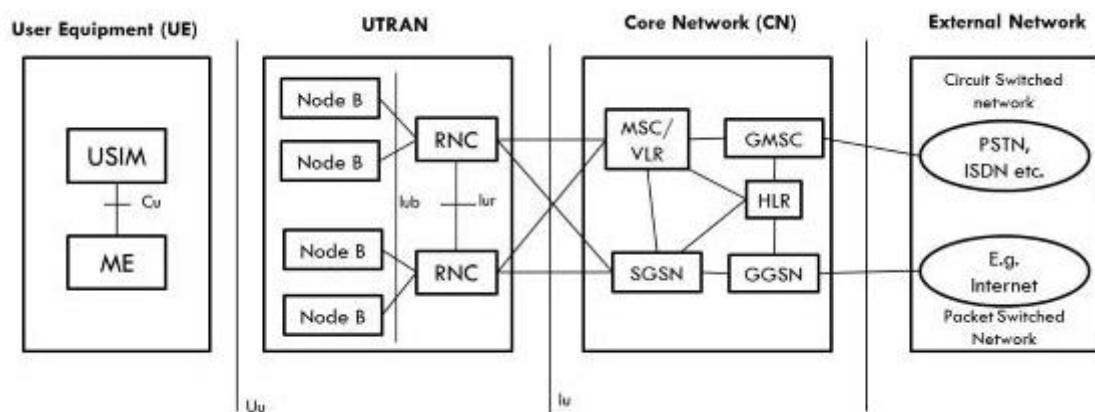 User Equipment (UE)
UTRAN
Core Network (CN)
External Network
USIM
Cu
ME
Node B
Node B
Node B
Node B
RNC
Iub
Iur
RNC
MSC/
VLR
GMSC
HLR
SGSN
GGSN
Circuit Switched
network
PSTN,
ISDN etc.
E.g.
Internet
Packet Switched
Network
Uu
Iu